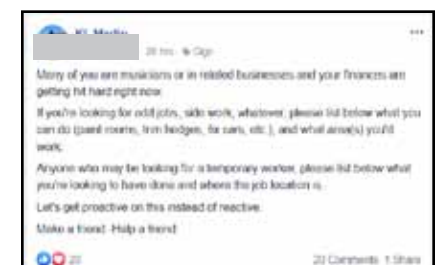 20 hrs · Gigs
Many of you are musicians or in related businesses and your finances are
getting hit hard right now.
If you're looking for odd jobs, side work, whatever, please list below what you
can do (paint rooms, trim hedges, fix cars, etc.), and what area(s) you'd
work.
Anyone who may be looking for a temporary worker, please list below what
you're looking to have done and where the job location is.
Let's get proactive on this instead of reactive.
Make a friend. Help a friend
20
20 Comments 1 Share